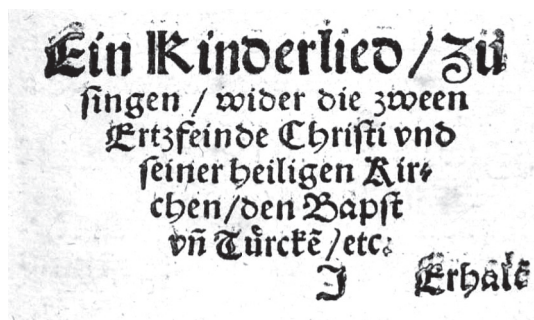 Ein Kinderlied / zů
singen / wider die zween
Ertzfeinde Christi vnd
seiner heiligen Kir⸗
chen / den Bapst
vñ Tůrckẽ / etc.
J Erhalt